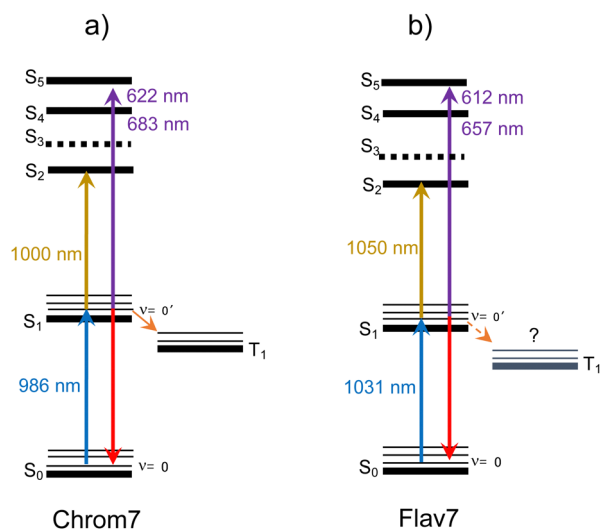 a)
S5
S4
S3
S2
622 nm
683 nm
1000 nm
ν= 0′
S1
T1
986 nm
S0
ν= 0
Chrom7
b)
S5
S4
S3
S2
612 nm
657 nm
1050 nm
ν= 0′
S1
?
T1
1031 nm
S0
ν= 0
Flav7